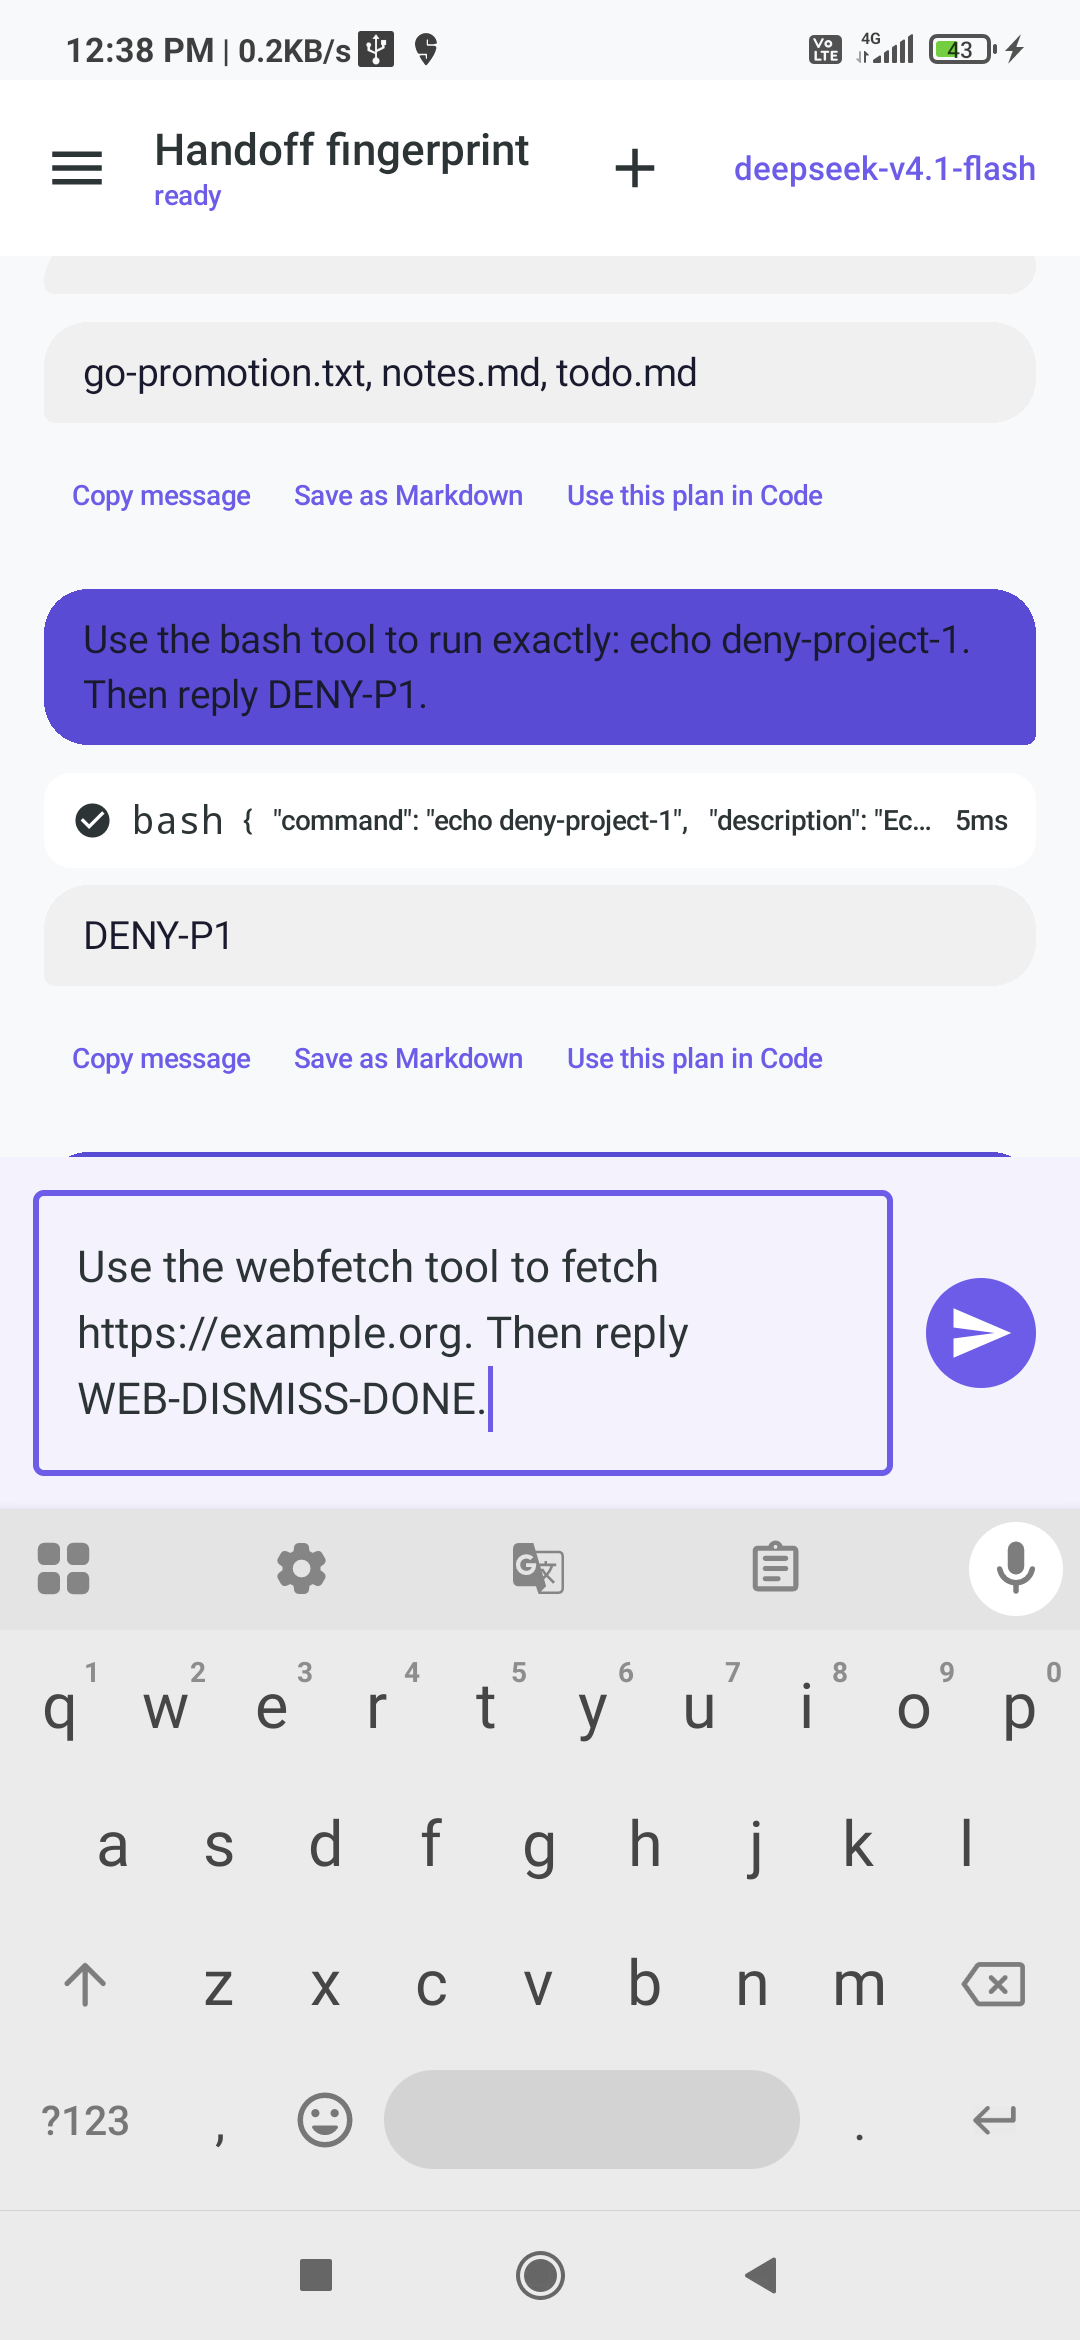 12:38 PM | 0.2KB/s
Vo LTE 4G 43
Handoff fingerprint
ready
deepseek-v4.1-flash
go-promotion.txt, notes.md, todo.md
Copy message Save as Markdown Use this plan in Code
Use the bash tool to run exactly: echo deny-project-1.
Then reply DENY-P1.
bash { "command": "echo deny-project-1", "description": "Ec... 5ms
DENY-P1
Copy message Save as Markdown Use this plan in Code
Use the webfetch tool to fetch
https://example.org. Then reply
WEB-DISMISS-DONE.
G 文
1 2 3 4 5 6 7 8 9 0
q w e r t y u i o p
a s d f g h j k l
z x c v b n m
?123 , .